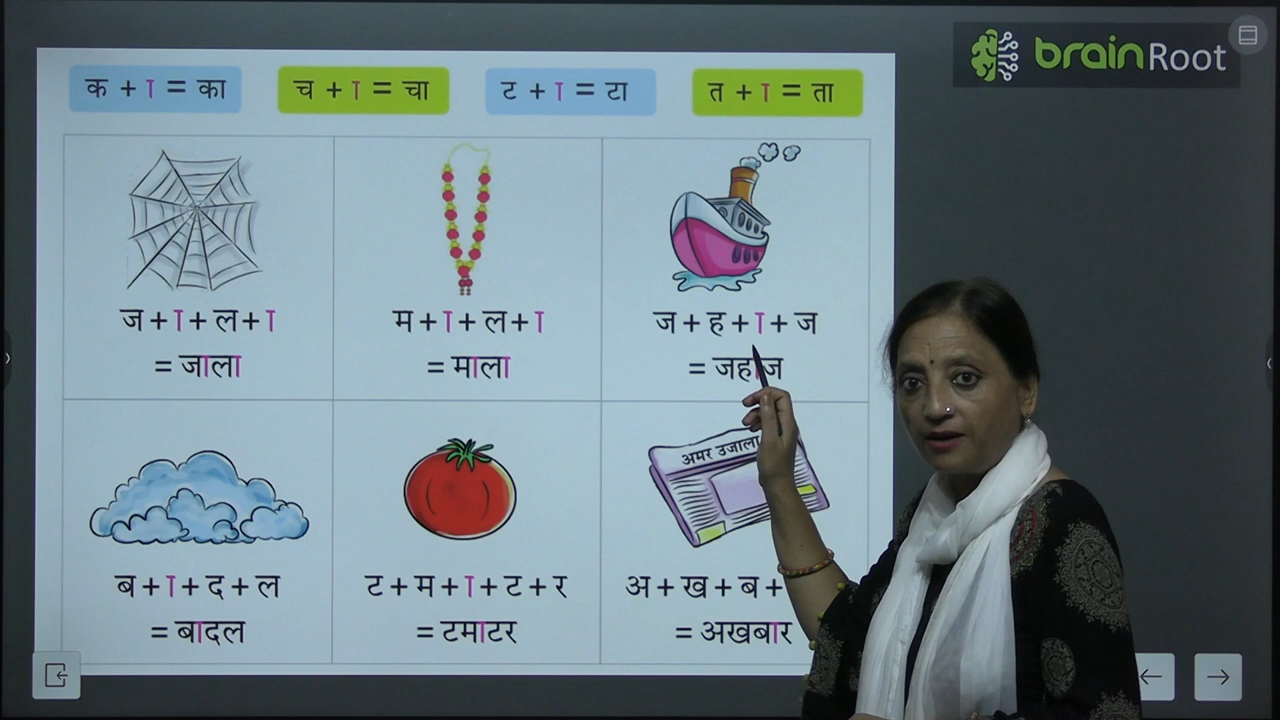 brainRoot
क + ा = का
च + ा = चा
ट + ा = टा
त + ा = ता
ज+ा+ल+ा
= जाला
म+ा+ल+ा
= माला
ज+ह+ा+ज
= जहाज
अमर उजाला
ब+ा+द+ल
= बादल
ट+म+ा+ट+र
= टमाटर
अ+ख+ब+
= अखबार